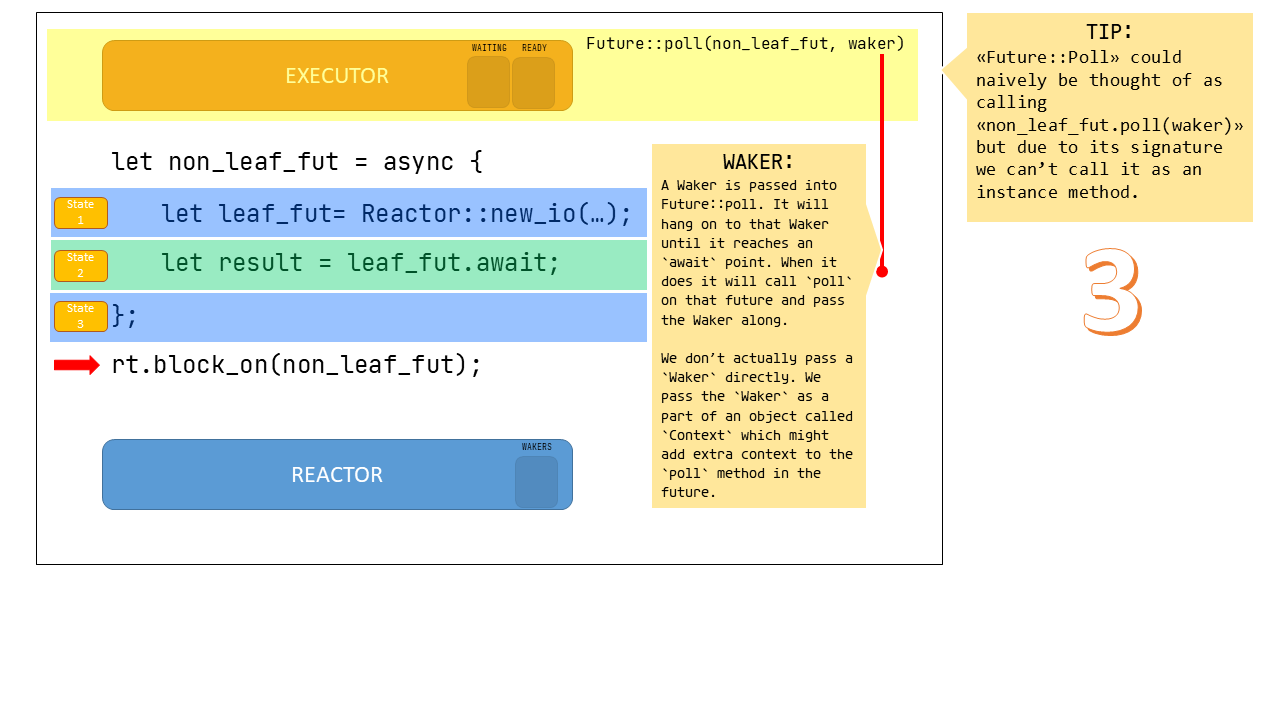 WAITING READY
EXECUTOR
Future::poll(non_leaf_fut, waker)
let non_leaf_fut = async {
State
1
let leaf_fut= Reactor::new_io(…);
State
2
let result = leaf_fut.await;
State
3
};
rt.block_on(non_leaf_fut);
WAKERS
REACTOR
WAKER:
A Waker is passed into
Future::poll. It will
hang on to that Waker
until it reaches an
`await` point. When it
does it will call `poll`
on that future and pass
the Waker along.
We don’t actually pass a
`Waker` directly. We
pass the `Waker` as a
part of an object called
`Context` which might
add extra context to the
`poll` method in the
future.
TIP:
«Future::Poll» could
naively be thought of as
calling
«non_leaf_fut.poll(waker)»
but due to its signature
we can’t call it as an
instance method.
3